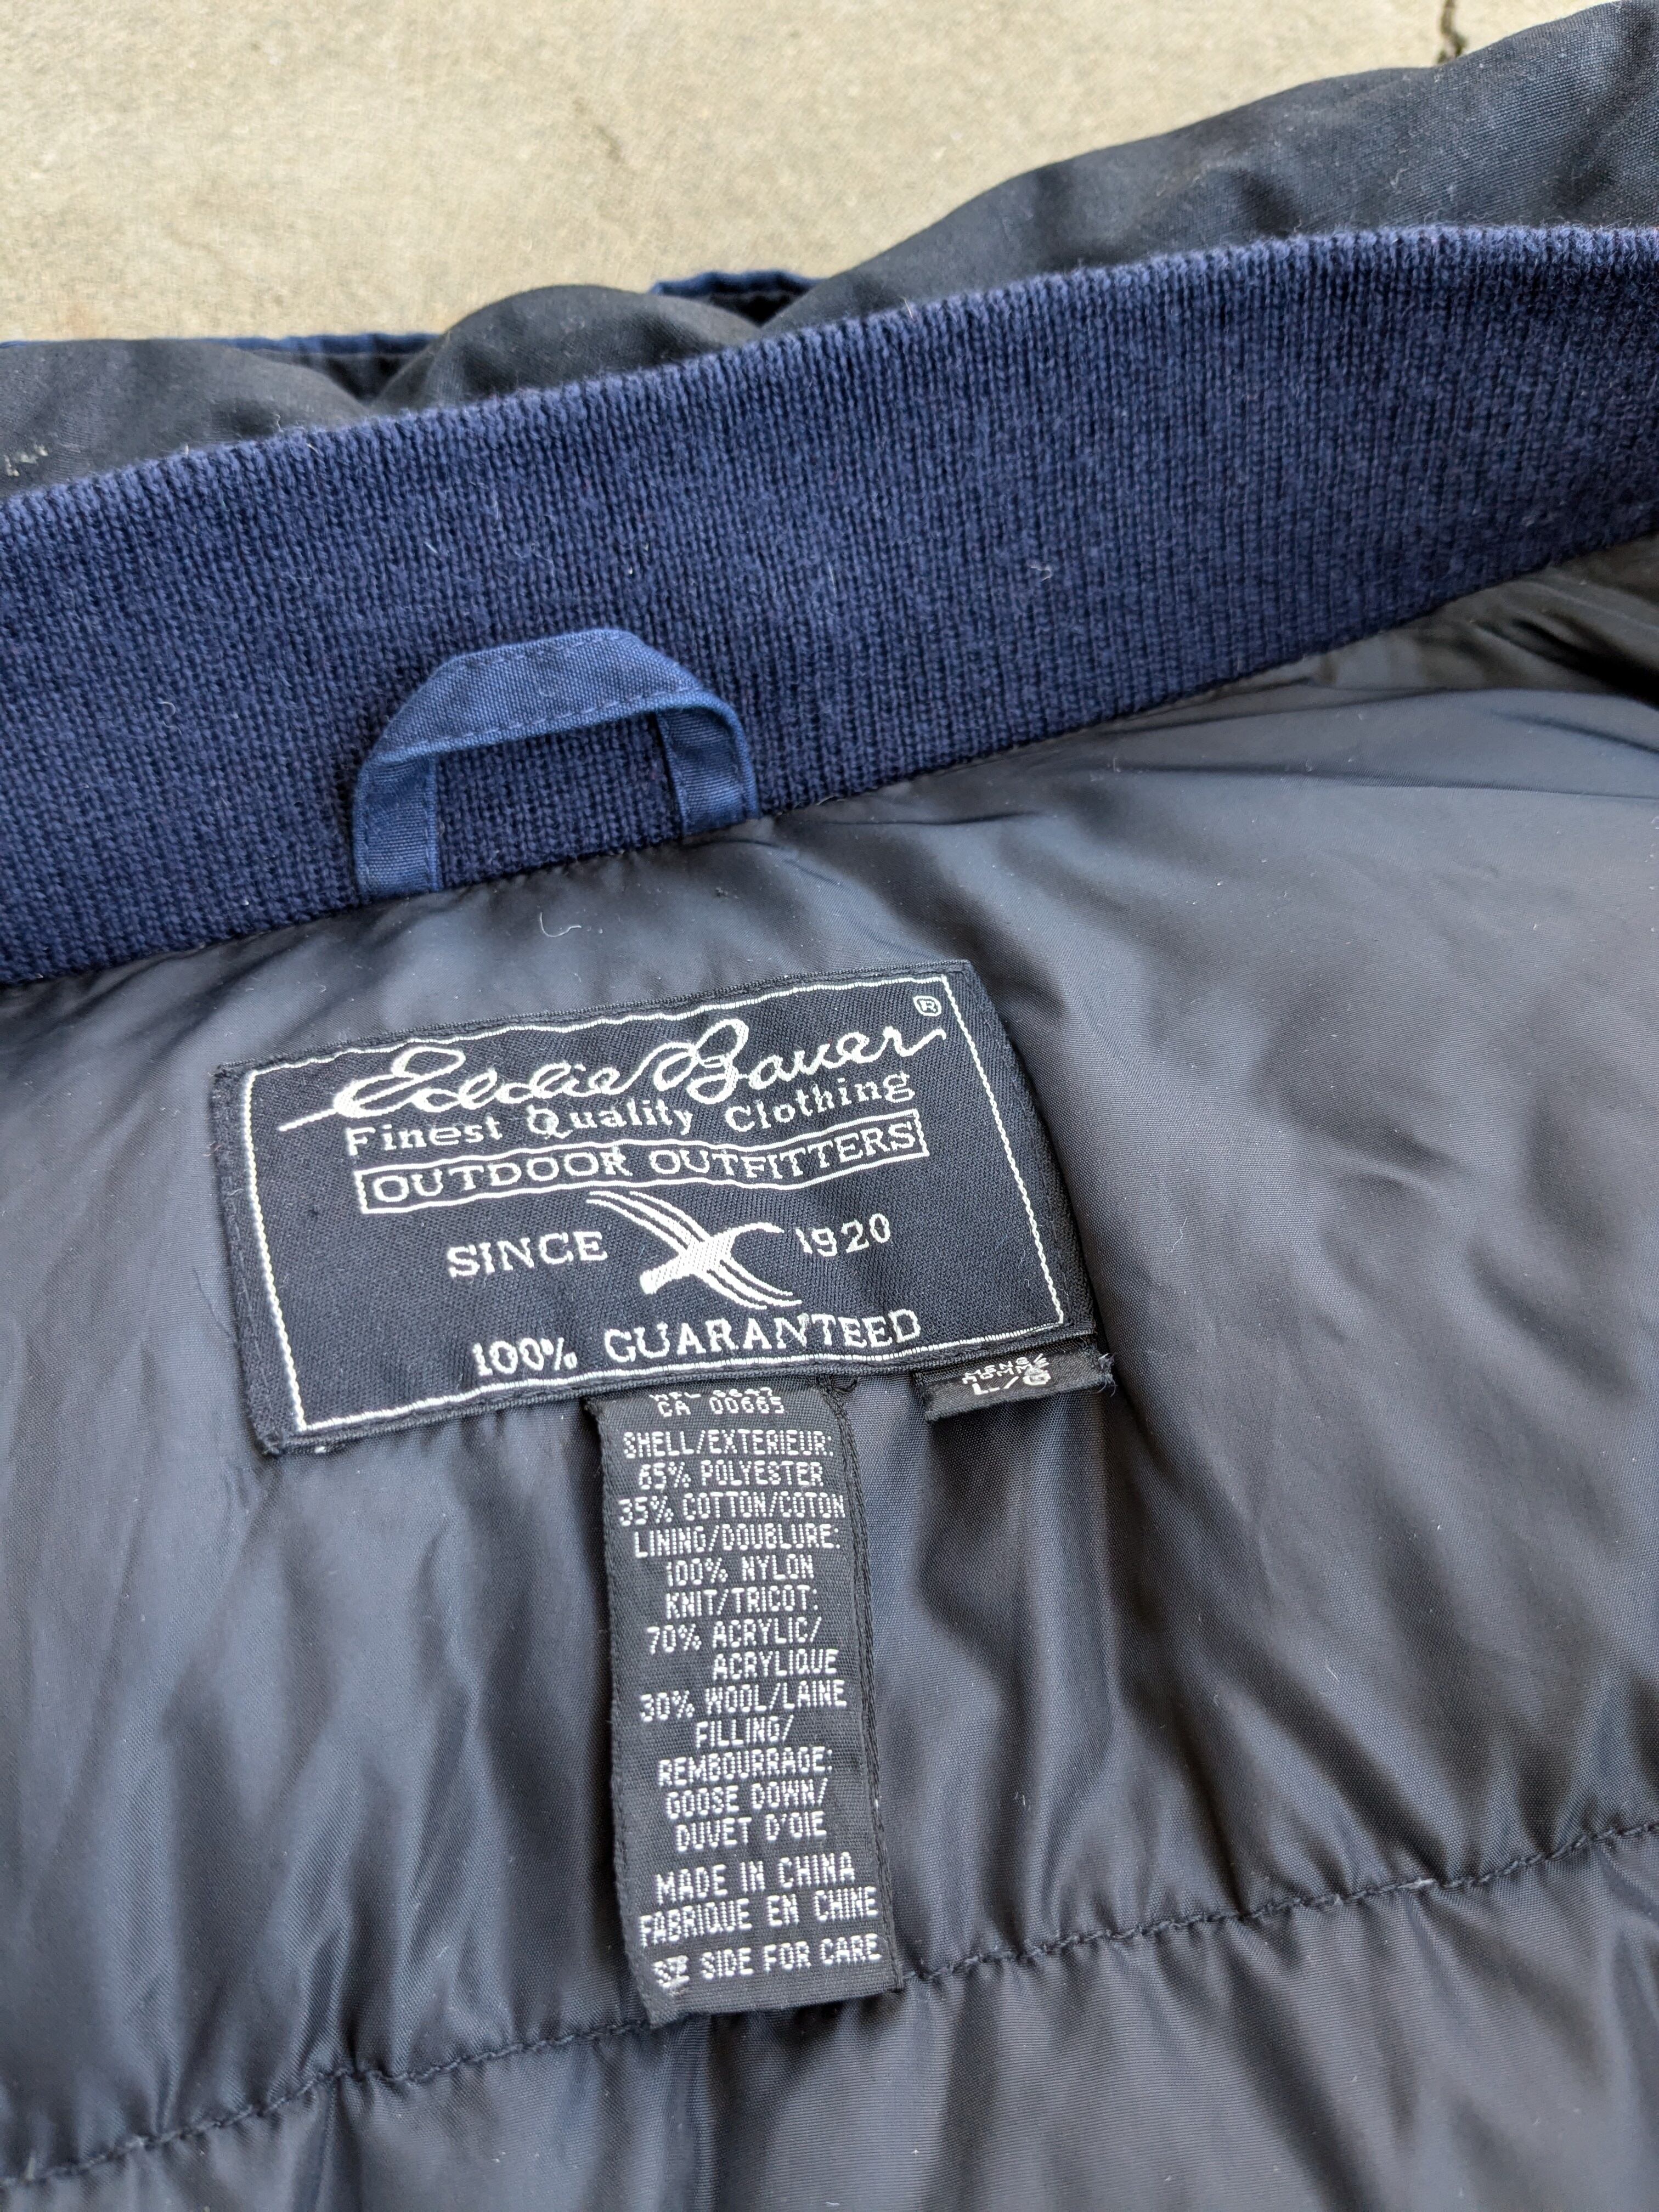 Eddie Bauer®
Finest Quality Clothing
OUTDOOR OUTFITTERS
SINCE 1920
100% GUARANTEED
L/G
CA 00665
SHELL/EXTERIEUR:
65% POLYESTER
35% COTTON/COTON
LINING/DOUBLURE:
100% NYLON
KNIT/TRICOT:
70% ACRYLIC/
ACRYLIQUE
30% WOOL/LAINE
FILLING/
REMBOURRAGE:
GOOSE DOWN/
DUVET D'OIE
MADE IN CHINA
FABRIQUE EN CHINE
SIDE FOR CARE